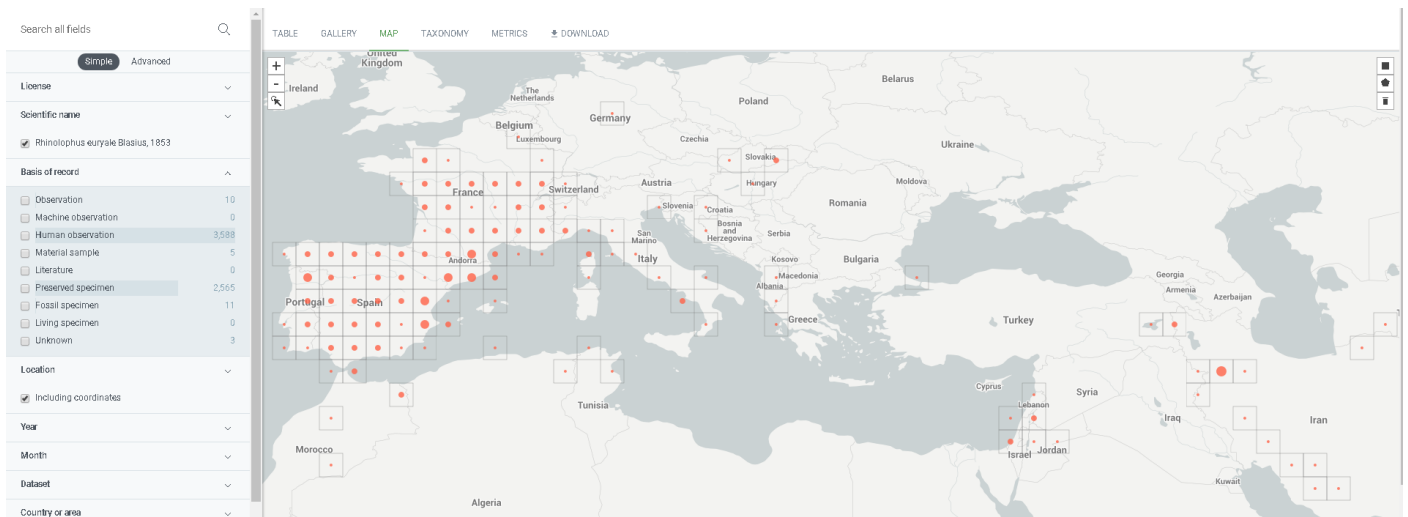 Search all fields
TABLE GALLERY MAP TAXONOMY METRICS DOWNLOAD
Simple Advanced
License
Scientific name
Rhinolophus euryale Blasius, 1853
Basis of record
Observation 10
Machine observation 0
Human observation 3,588
Material sample 5
Literature 0
Preserved specimen 2,565
Fossil specimen 11
Living specimen 0
Unknown 3
Location
Including coordinates
Year
Month
Dataset
Country or area
+
-
United
Kingdom
Ireland
The
Netherlands
Belarus
Poland
Germany
Belgium
Luxembourg
Czechia
Ukraine
Slovakia
France
Switzerland
Austria
Hungary
Moldova
Slovenia
Croatia
Romania
Bosnia
and
Herzegovina
San
Marino
Serbia
Andorra
Italy
Kosovo
Bulgaria
Macedonia
Albania
Georgia
Armenia
Azerbaijan
Portugal
Spain
Greece
Turkey
Cyprus
Syria
Lebanon
Tunisia
Iraq
Iran
Morocco
Israel
Jordan
Kuwait
Algeria